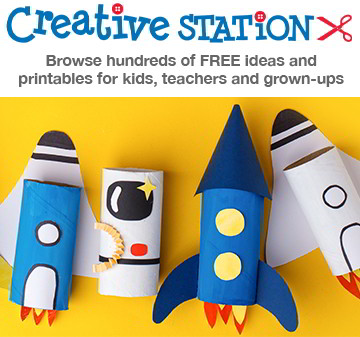 Creative STATION
Browse hundreds of FREE ideas and
printables for kids, teachers and grown-ups